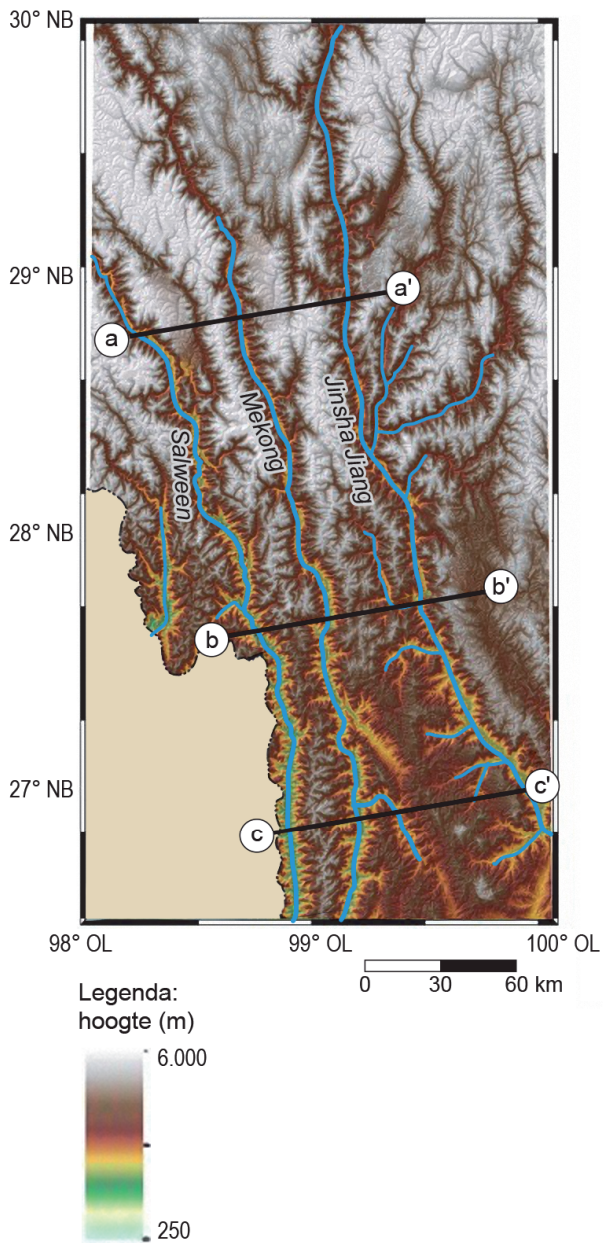 30° NB
29° NB
a'
a
Salween
Mekong
Jinsha Jiang
28° NB
b'
b
27° NB
c'
c
98° OL
99° OL
100° OL
0
30
60 km
Legenda:
hoogte (m)
6.000
250